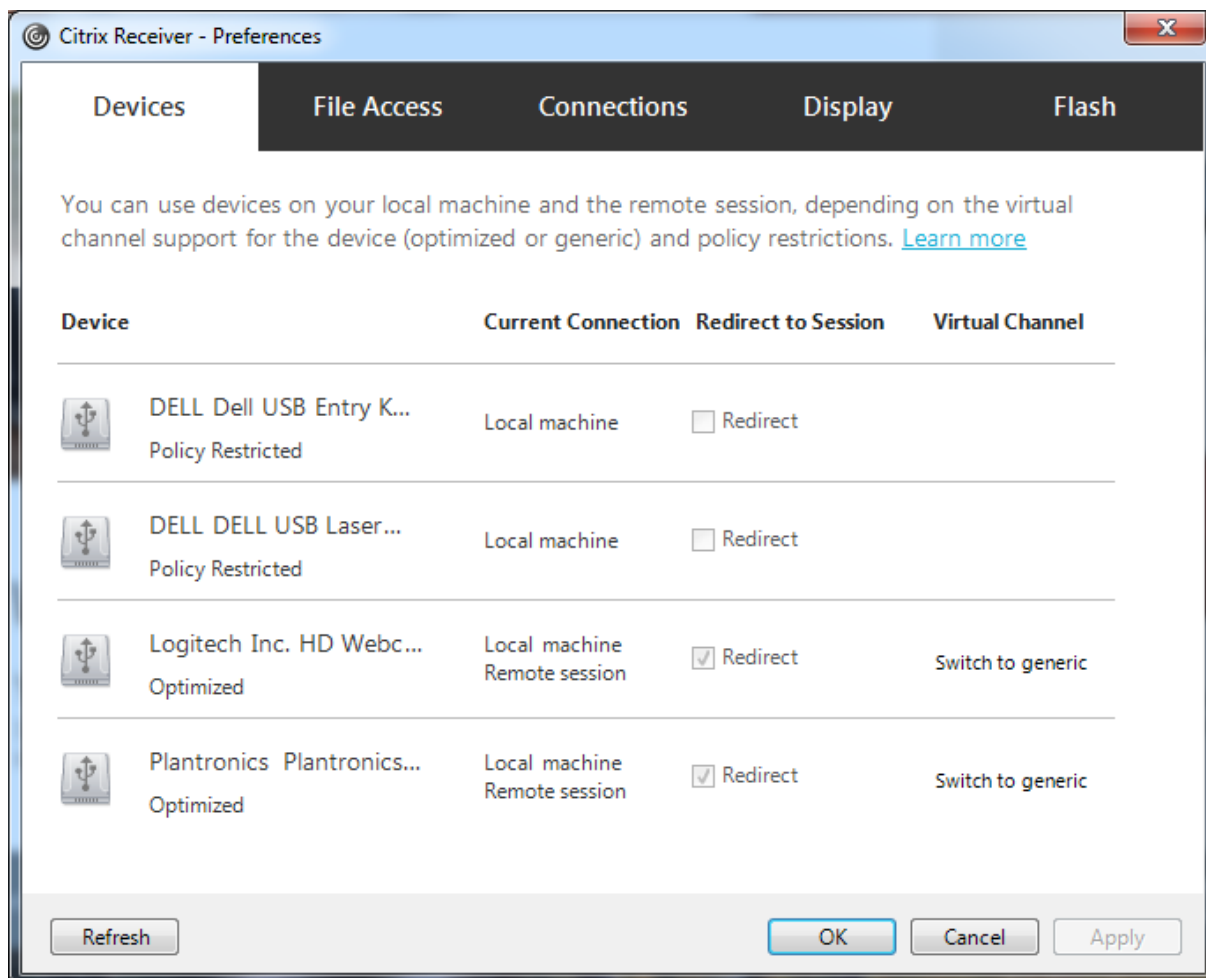 Citrix Receiver - Preferences
Devices File Access Connections Display Flash
You can use devices on your local machine and the remote session, depending on the virtual
channel support for the device (optimized or generic) and policy restrictions. Learn more
Device Current Connection Redirect to Session Virtual Channel
DELL Dell USB Entry K...
Policy Restricted
Local machine
Redirect
DELL DELL USB Laser...
Policy Restricted
Local machine
Redirect
Logitech Inc. HD Webc...
Optimized
Local machine
Remote session
Redirect
Switch to generic
Plantronics Plantronics...
Optimized
Local machine
Remote session
Redirect
Switch to generic
Refresh OK Cancel Apply